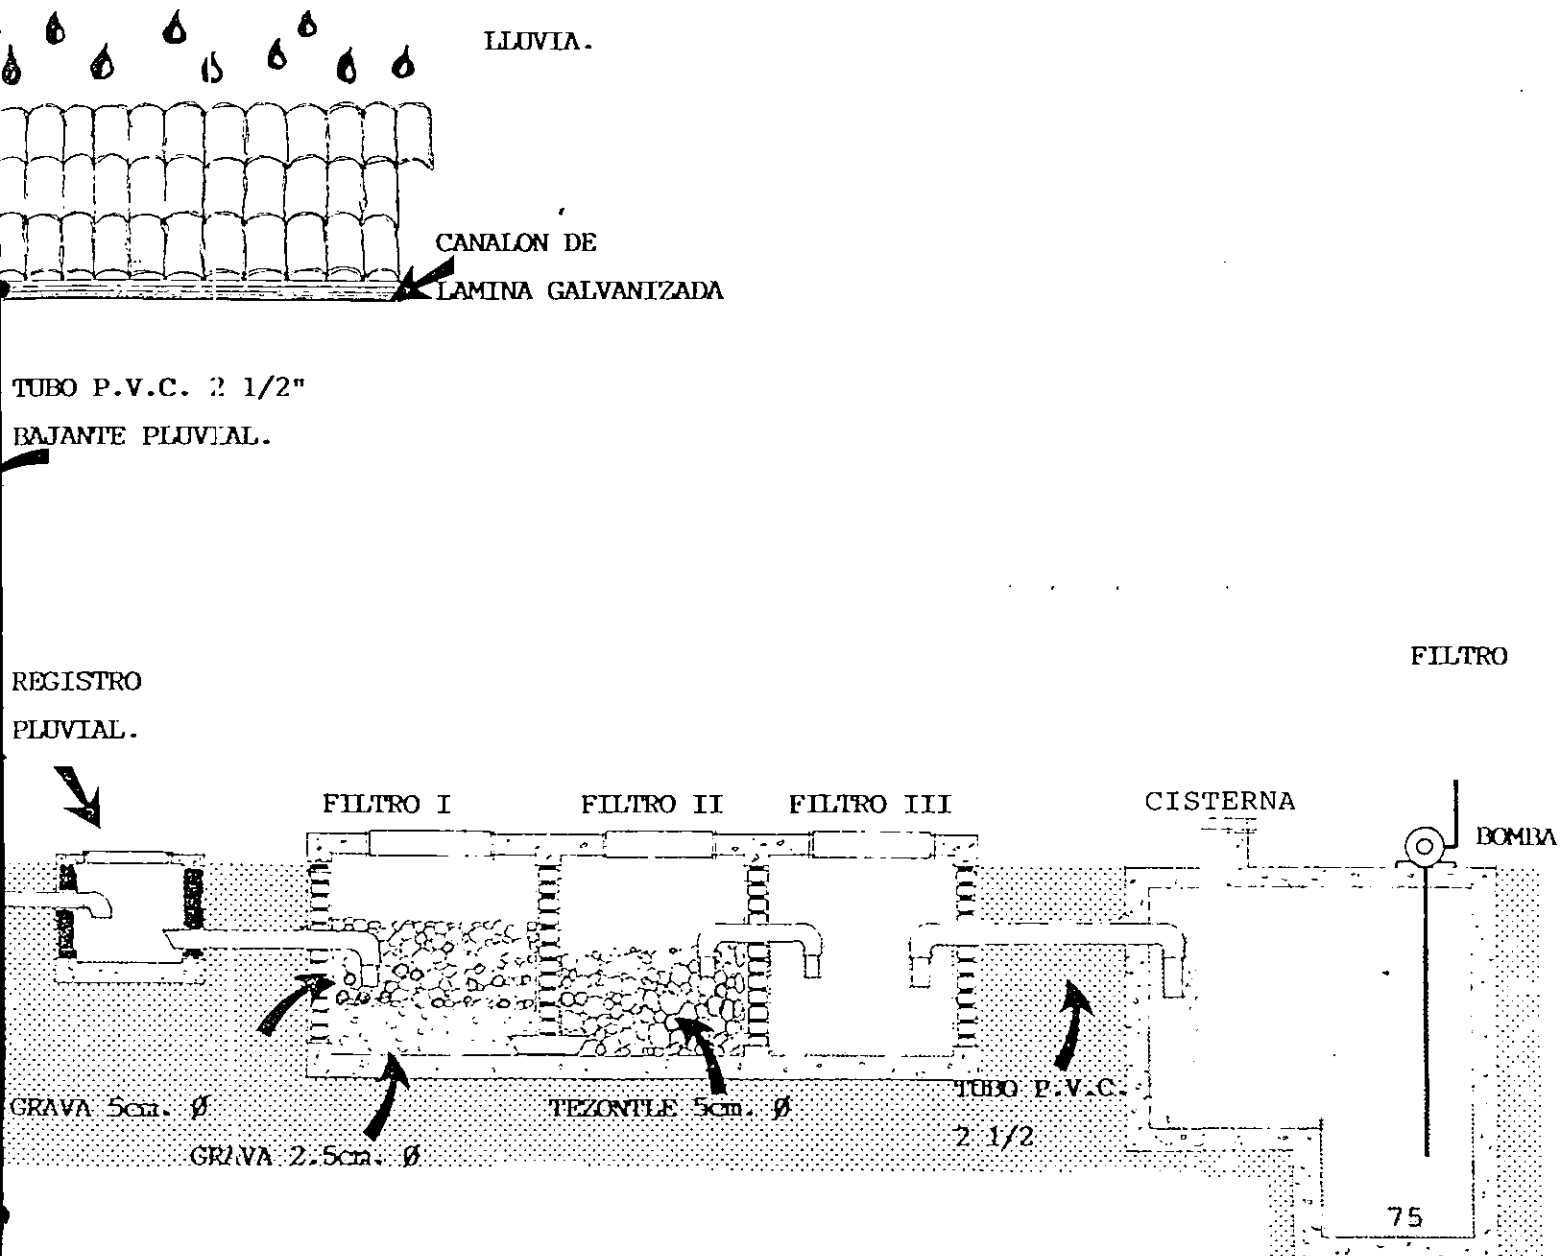 LLUVIA.
CANALON DE
LAMINA GALVANIZADA
TUBO P.V.C. 2 1/2"
BAJANTE PLUVIAL.
FILTRO
REGISTRO
PLUVIAL.
FILTRO I
FILTRO II
FILTRO III
CISTERNA
BOMBA
TUBO P.V.C.
2 1/2
GRAVA 5cm. Ø
TEZONTLE 5cm. Ø
GRAVA 2.5cm. Ø
75